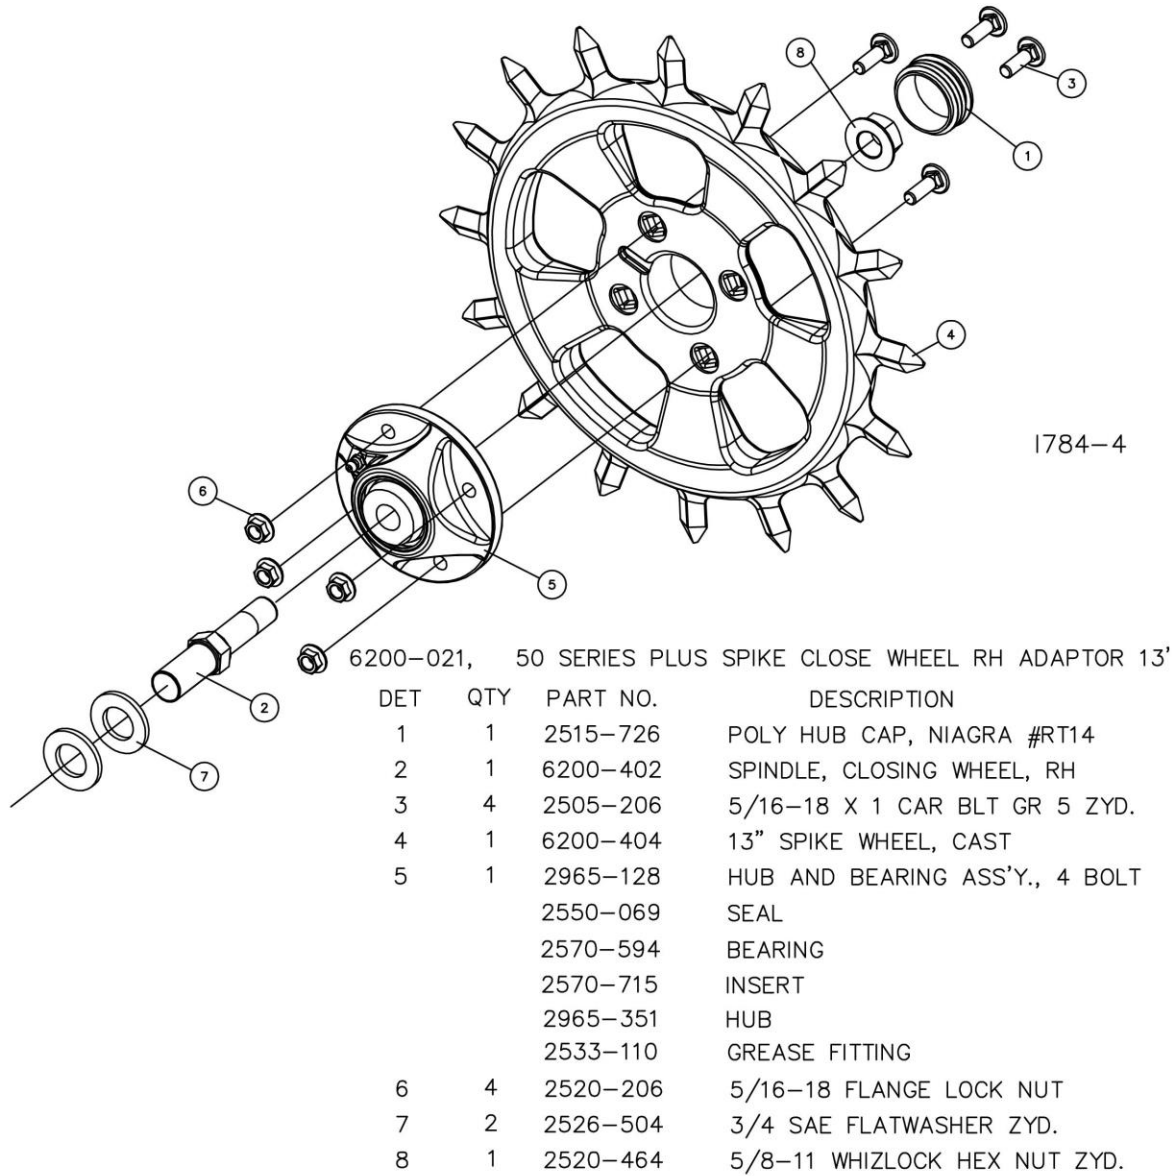 8
3
1
4
1784-4
6
5
2
7
6200-021, 50 SERIES PLUS SPIKE CLOSE WHEEL RH ADAPTOR 13'
DET QTY PART NO. DESCRIPTION
1 1 2515-726 POLY HUB CAP, NIAGRA #RT14
2 1 6200-402 SPINDLE, CLOSING WHEEL, RH
3 4 2505-206 5/16-18 X 1 CAR BLT GR 5 ZYD.
4 1 6200-404 13" SPIKE WHEEL, CAST
5 1 2965-128 HUB AND BEARING ASS'Y., 4 BOLT
2550-069 SEAL
2570-594 BEARING
2570-715 INSERT
2965-351 HUB
2533-110 GREASE FITTING
6 4 2520-206 5/16-18 FLANGE LOCK NUT
7 2 2526-504 3/4 SAE FLATWASHER ZYD.
8 1 2520-464 5/8-11 WHIZLOCK HEX NUT ZYD.